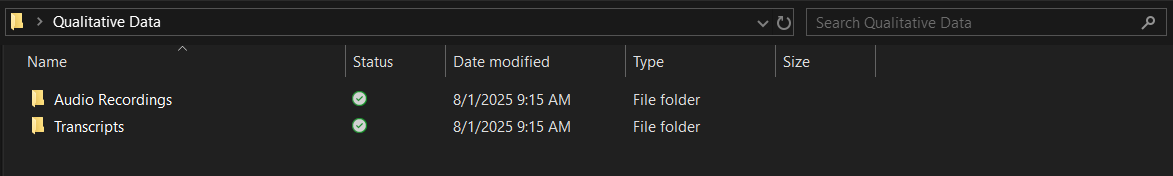 Qualitative Data Search Qualitative Data
Name Status Date modified Type Size
Audio Recordings 8/1/2025 9:15 AM File folder
Transcripts 8/1/2025 9:15 AM File folder